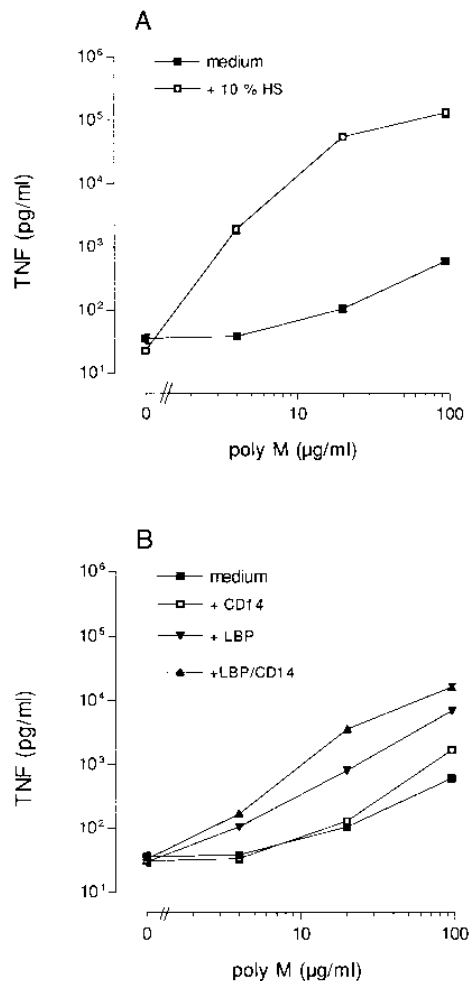 A
medium
+ 10 % HS
10⁶
10⁵
10⁴
10³
10²
10¹
TNF (pg/ml)
0 10 100
poly M (µg/ml)
B
medium
+ CD14
+ LBP
+LBP/CD14
10⁶
10⁵
10⁴
10³
10²
10¹
TNF (pg/ml)
0 10 100
poly M (µg/ml)